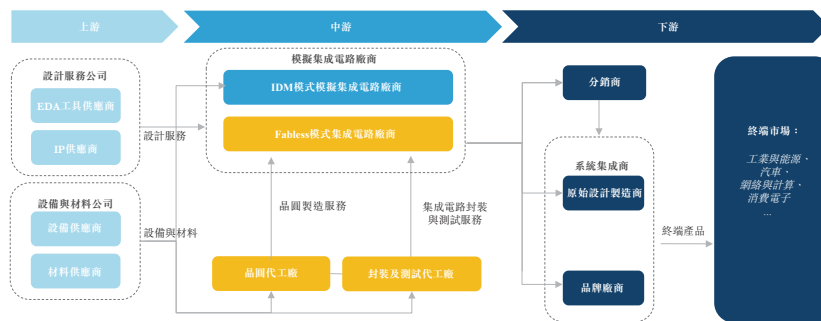 上游
中游
下游
設計服務公司
EDA工具供應商
IP供應商
設計服務
設備與材料公司
設備供應商
材料供應商
設備與材料
模擬集成電路廠商
IDM模式模擬集成電路廠商
Fabless模式集成電路廠商
晶圓製造服務
集成電路封裝
與測試服務
晶圓代工廠
封裝及測試代工廠
分銷商
系統集成商
原始設計製造商
品牌廠商
終端產品
終端市場：
工業與能源、
汽車、
網絡與計算、
消費電子
...